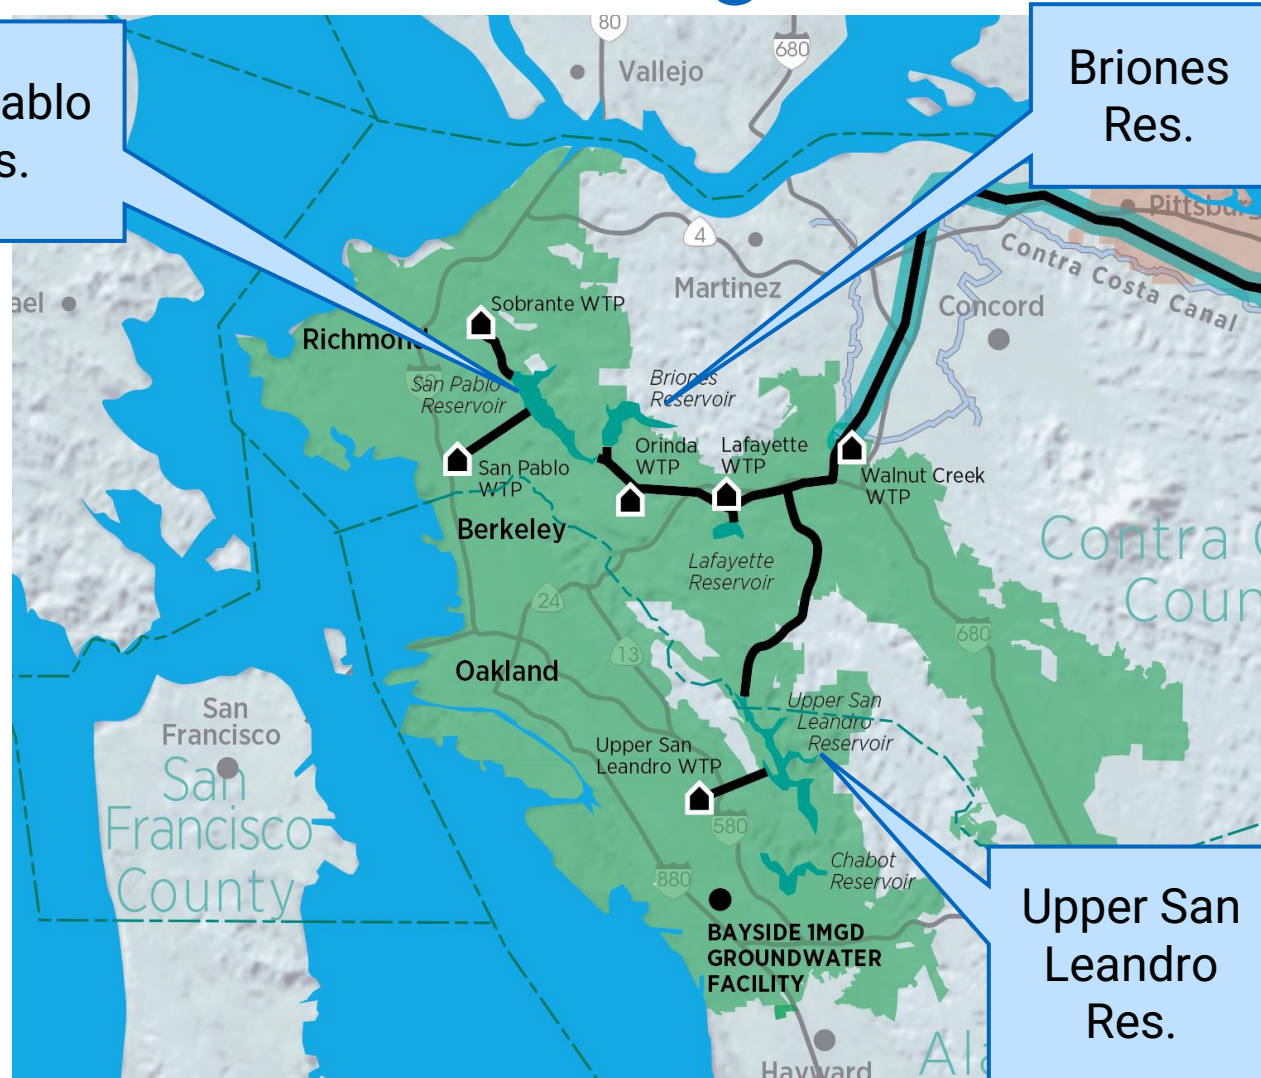 80
680
Vallejo
Briones
Res.
ablo
s.
4
Pittsburg
Martinez
Contra Costa Canal
Concord
ael
Sobrante WTP
Richmond
San Pablo
Reservoir
Briones
Reservoir
Orinda
WTP
Lafayette
WTP
San Pablo
WTP
Walnut Creek
WTP
Berkeley
Lafayette
Reservoir
Contra C
Coun
24
13
680
Oakland
San
Francisco
San
Francisco
County
Upper San
Leandro
Reservoir
Upper San
Leandro WTP
580
880
Chabot
Reservoir
BAYSIDE 1MGD
GROUNDWATER
FACILITY
Upper San
Leandro
Res.
Ala
Hayward